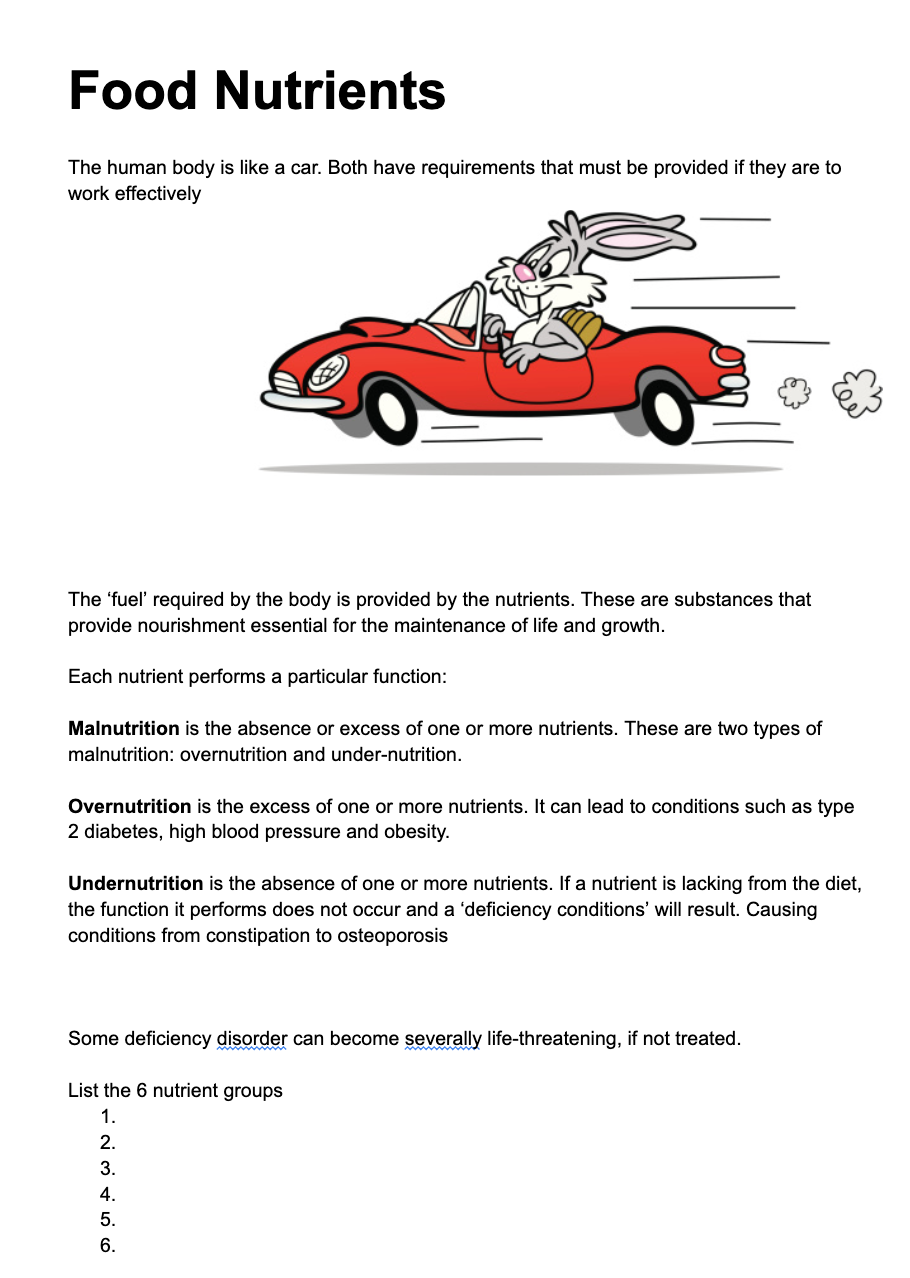 Food Nutrients
The human body is like a car. Both have requirements that must be provided if they are to
work effectively
The ‘fuel’ required by the body is provided by the nutrients. These are substances that
provide nourishment essential for the maintenance of life and growth.
Each nutrient performs a particular function:
Malnutrition is the absence or excess of one or more nutrients. These are two types of
malnutrition: overnutrition and under-nutrition.
Overnutrition is the excess of one or more nutrients. It can lead to conditions such as type
2 diabetes, high blood pressure and obesity.
Undernutrition is the absence of one or more nutrients. If a nutrient is lacking from the diet,
the function it performs does not occur and a ‘deficiency conditions’ will result. Causing
conditions from constipation to osteoporosis
Some deficiency disorder can become severally life-threatening, if not treated.
List the 6 nutrient groups
1.
2.
3.
4.
5.
6.